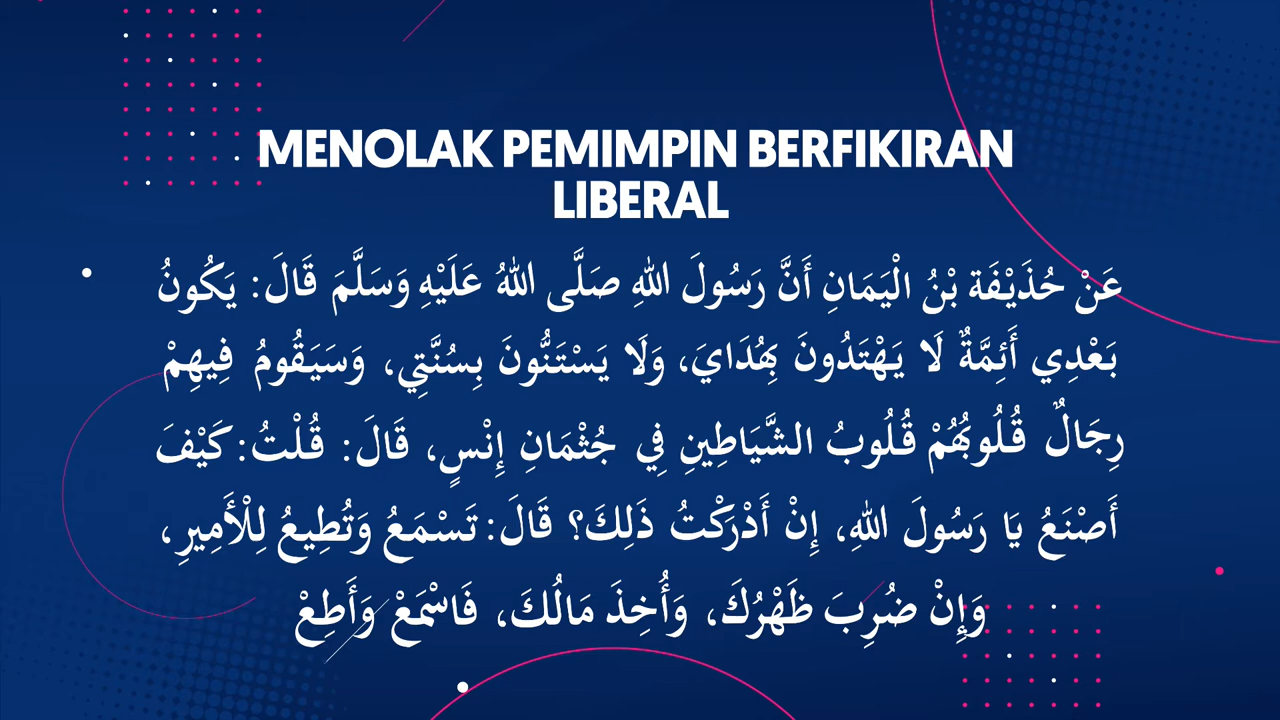 MENOLAK PEMIMPIN BERFIKIRAN
LIBERAL
عَنْ حُذَيْفَة بْنُ الْيَمَانِ أَنَّ رَسُولَ اللهِ صَلَّى اللهُ عَلَيْهِ وَسَلَّمَ قَالَ: يَكُونُ
بَعْدِي أَئِمَّةٌ لَا يَهْتَدُونَ بِهُدَايَ، وَلَا يَسْتَنُّونَ بِسُنَّتِي، وَسَيَقُومُ فِيهِمْ
رِجَالٌ قُلُوبُهُمْ قُلُوبُ الشَّيَاطِينِ فِي جُثْمَانِ إِنْسٍ، قَالَ: قُلْتُ: كَيْفَ
أَصْنَعُ يَا رَسُولَ اللهِ، إِنْ أَدْرَكْتُ ذَلِكَ؟ قَالَ: تَسْمَعُ وَتُطِيعُ لِلْأَمِيرِ،
وَإِنْ ضُرِبَ ظَهْرُكَ، وَأُخِذَ مَالُكَ، فَاسْمَعْ وَأَطِعْ